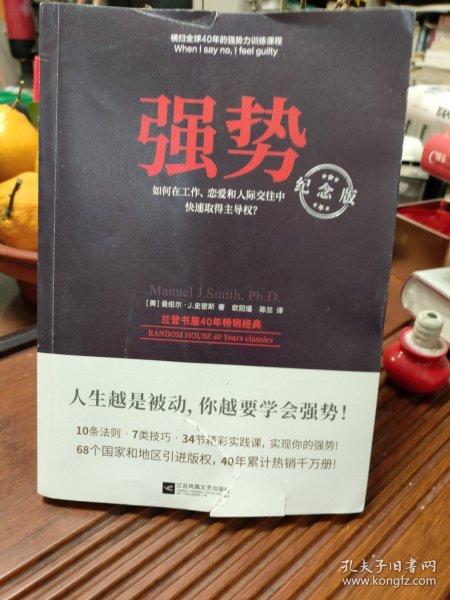 横扫全球40年的强势力训练课程
When I say no, I feel guilty
强势
纪念版
如何在工作、恋爱和人际交往中
快速取得主导权?
Manuel J.Smith, Ph.D.
[美]曼纽尔·J.史密斯 著 欧阳瑾 陈兰 译
兰登书屋40年畅销经典
RANDOM HOUSE 40 Years classics
人生越是被动,你越要学会强势!
10条法则·7类技巧·34节精彩实践课,实现你的强势!
68个国家和地区引进版权,40年累计热销千万册!
江苏凤凰文艺出版社
孔夫子旧书网
www.kongfz.com